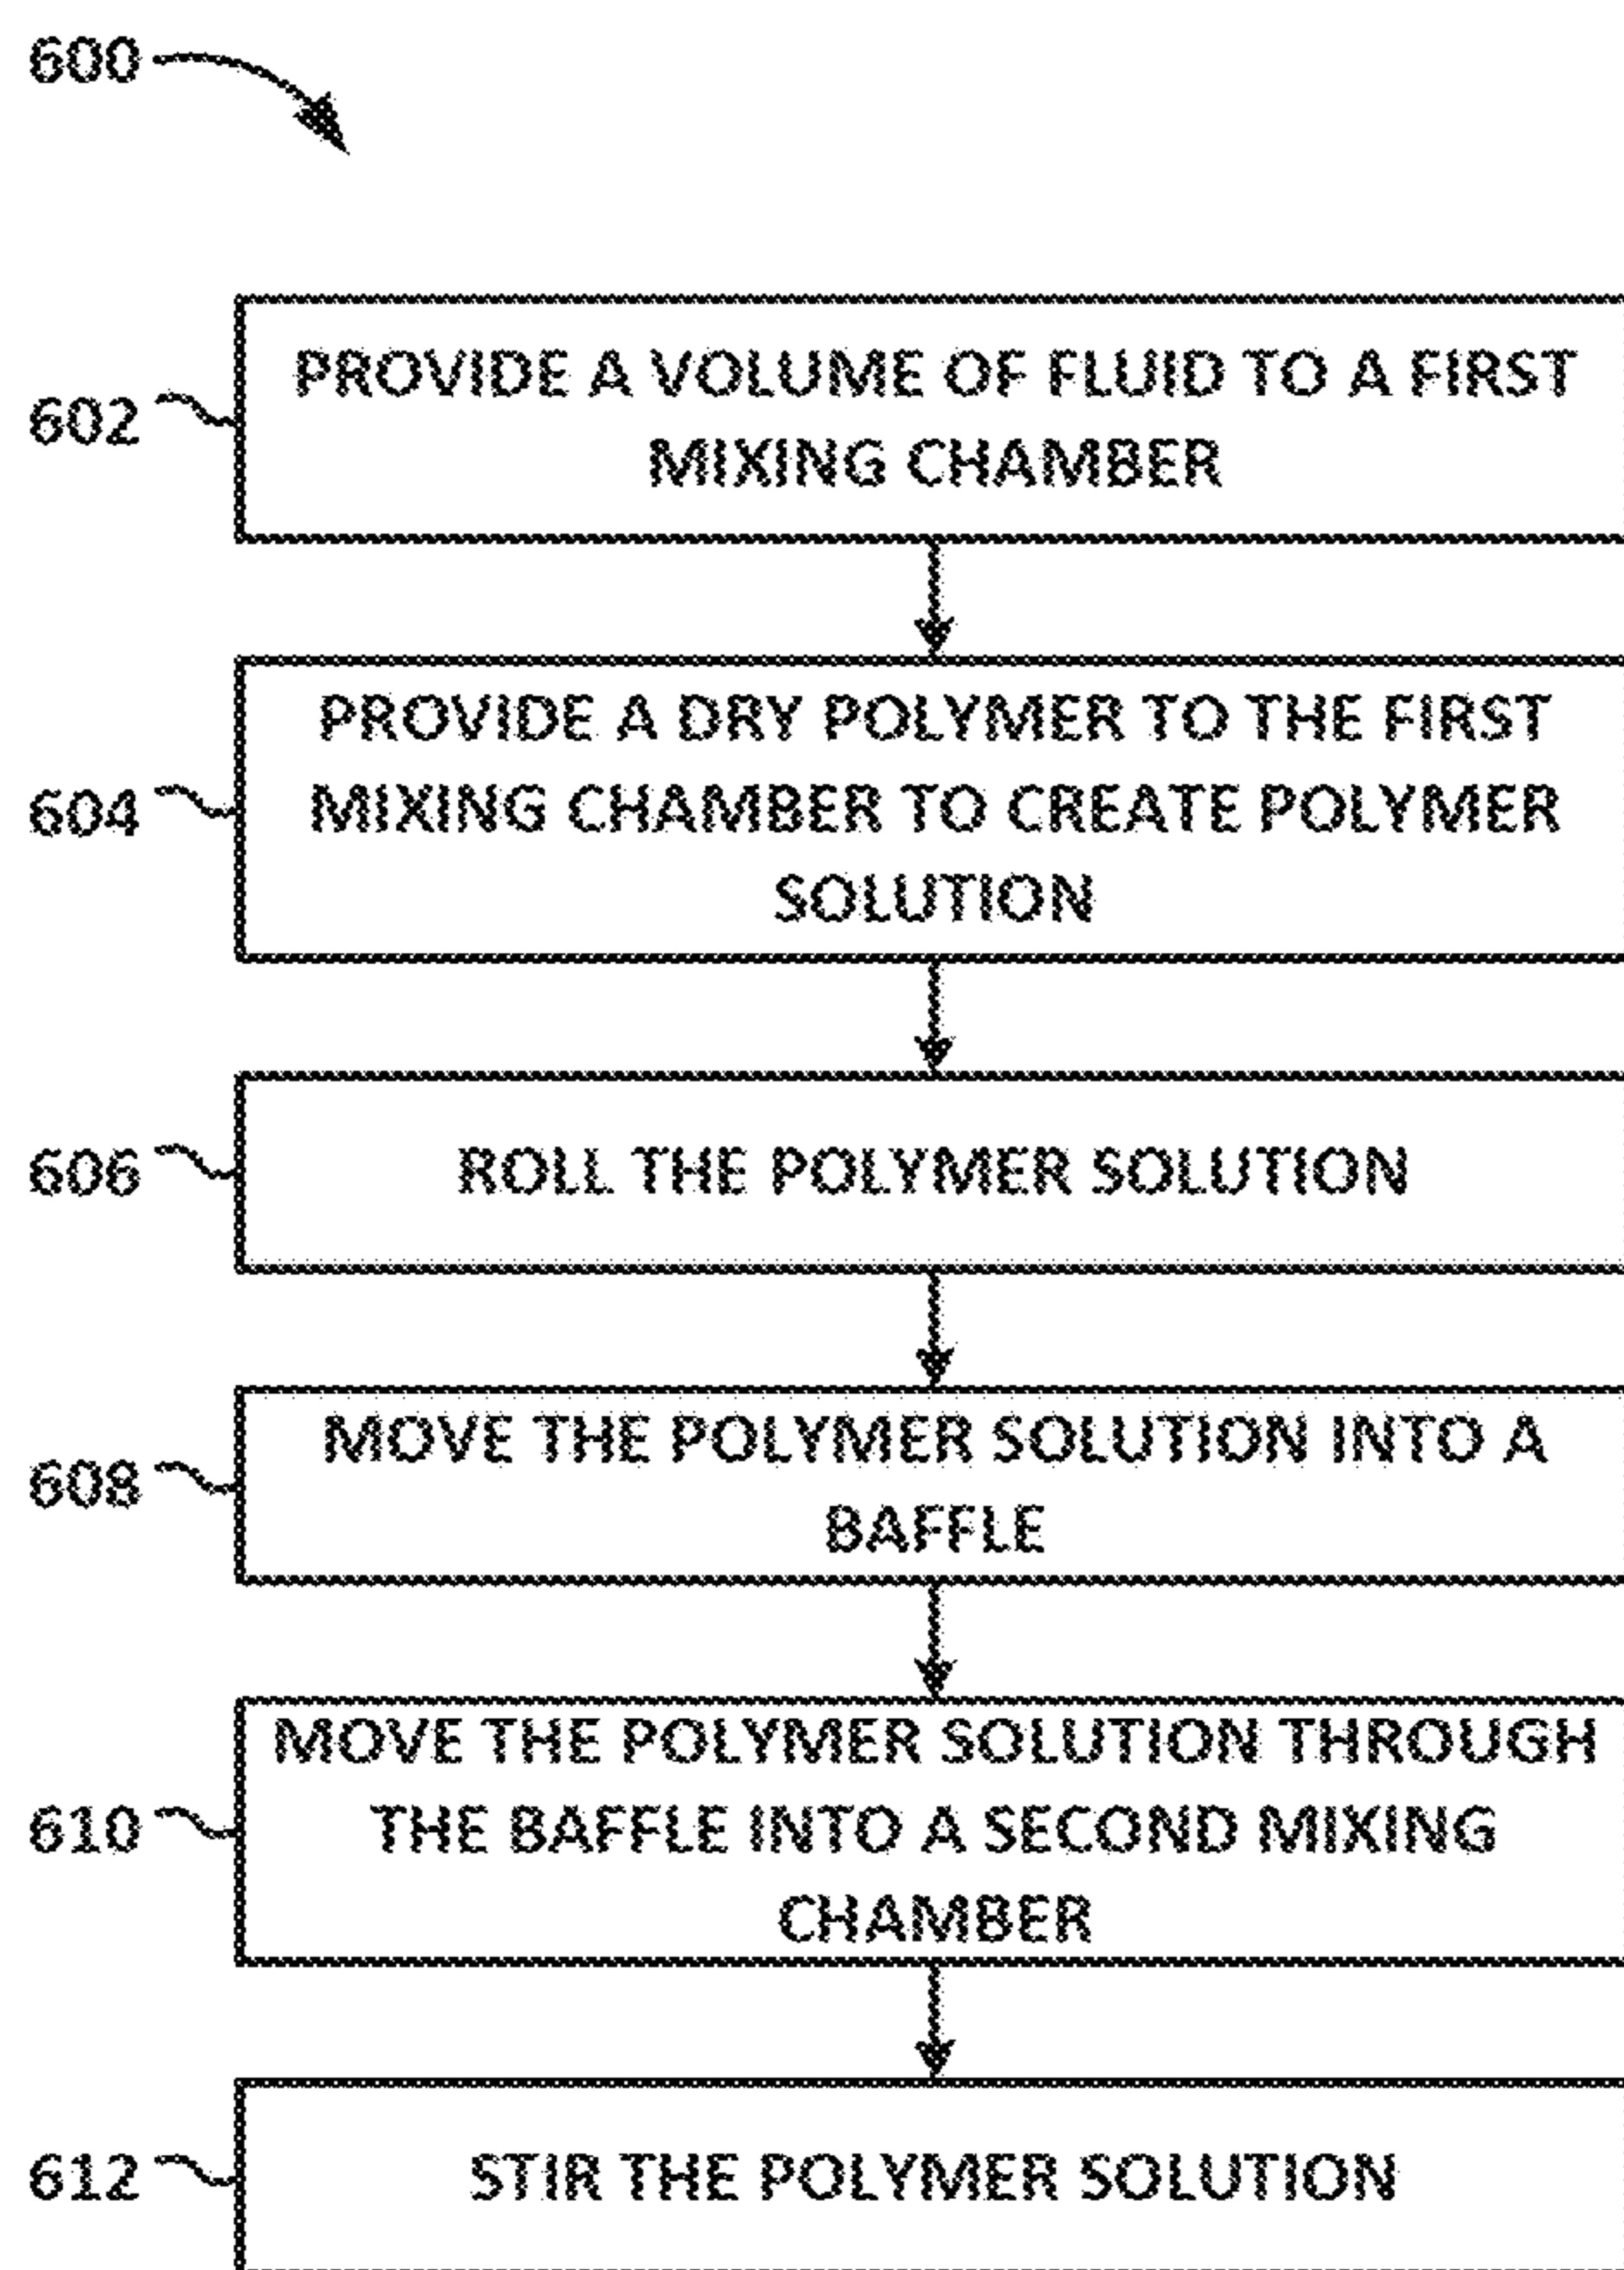 600
602
PROVIDE A VOLUME OF FLUID TO A FIRST
MIXING CHAMBER
604
PROVIDE A DRY POLYMER TO THE FIRST
MIXING CHAMBER TO CREATE POLYMER
SOLUTION
606
ROLL THE POLYMER SOLUTION
608
MOVE THE POLYMER SOLUTION INTO A
BAFFLE
610
MOVE THE POLYMER SOLUTION THROUGH
THE BAFFLE INTO A SECOND MIXING
CHAMBER
612
STIR THE POLYMER SOLUTION